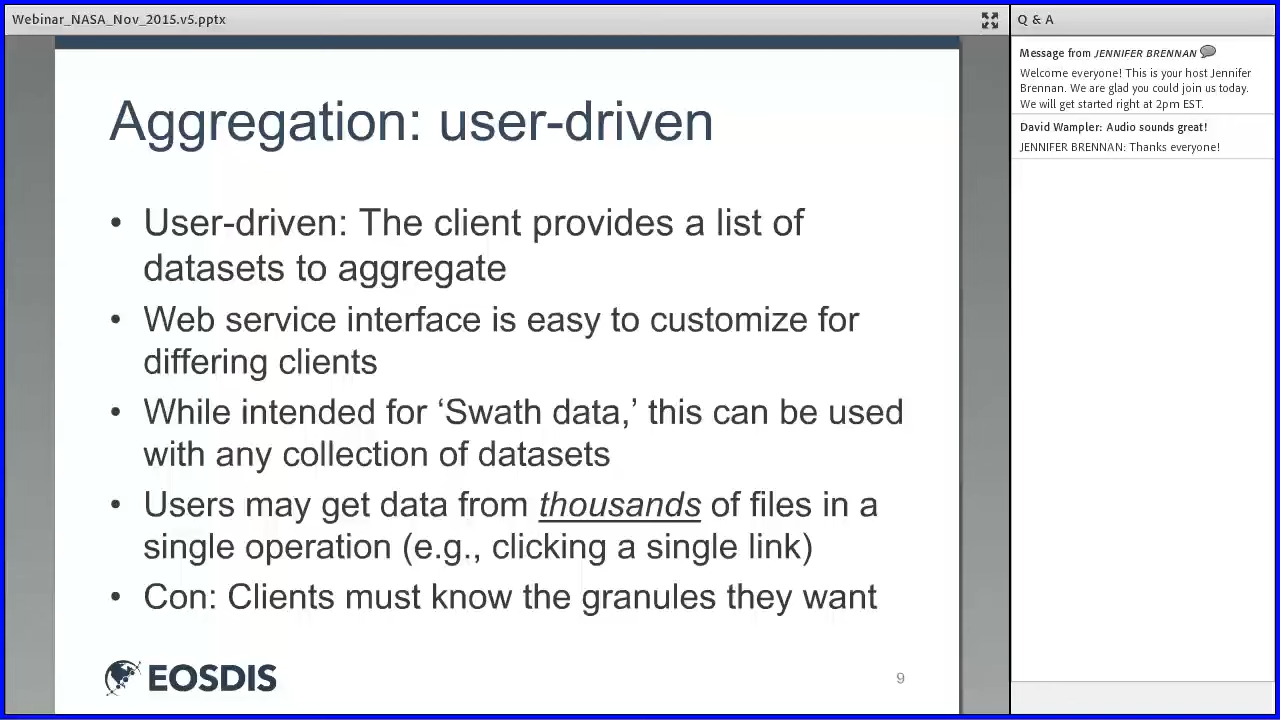 Webinar_NASA_Nov_2015.v5.pptx
Aggregation: user-driven
• User-driven: The client provides a list of
datasets to aggregate
• Web service interface is easy to customize for
differing clients
• While intended for ‘Swath data,’ this can be used
with any collection of datasets
• Users may get data from thousands of files in a
single operation (e.g., clicking a single link)
• Con: Clients must know the granules they want
EOSDIS
9
Q & A
Message from JENNIFER BRENNAN
Welcome everyone! This is your host Jennifer
Brennan. We are glad you could join us today.
We will get started right at 2pm EST.
David Wampler: Audio sounds great!
JENNIFER BRENNAN: Thanks everyone!